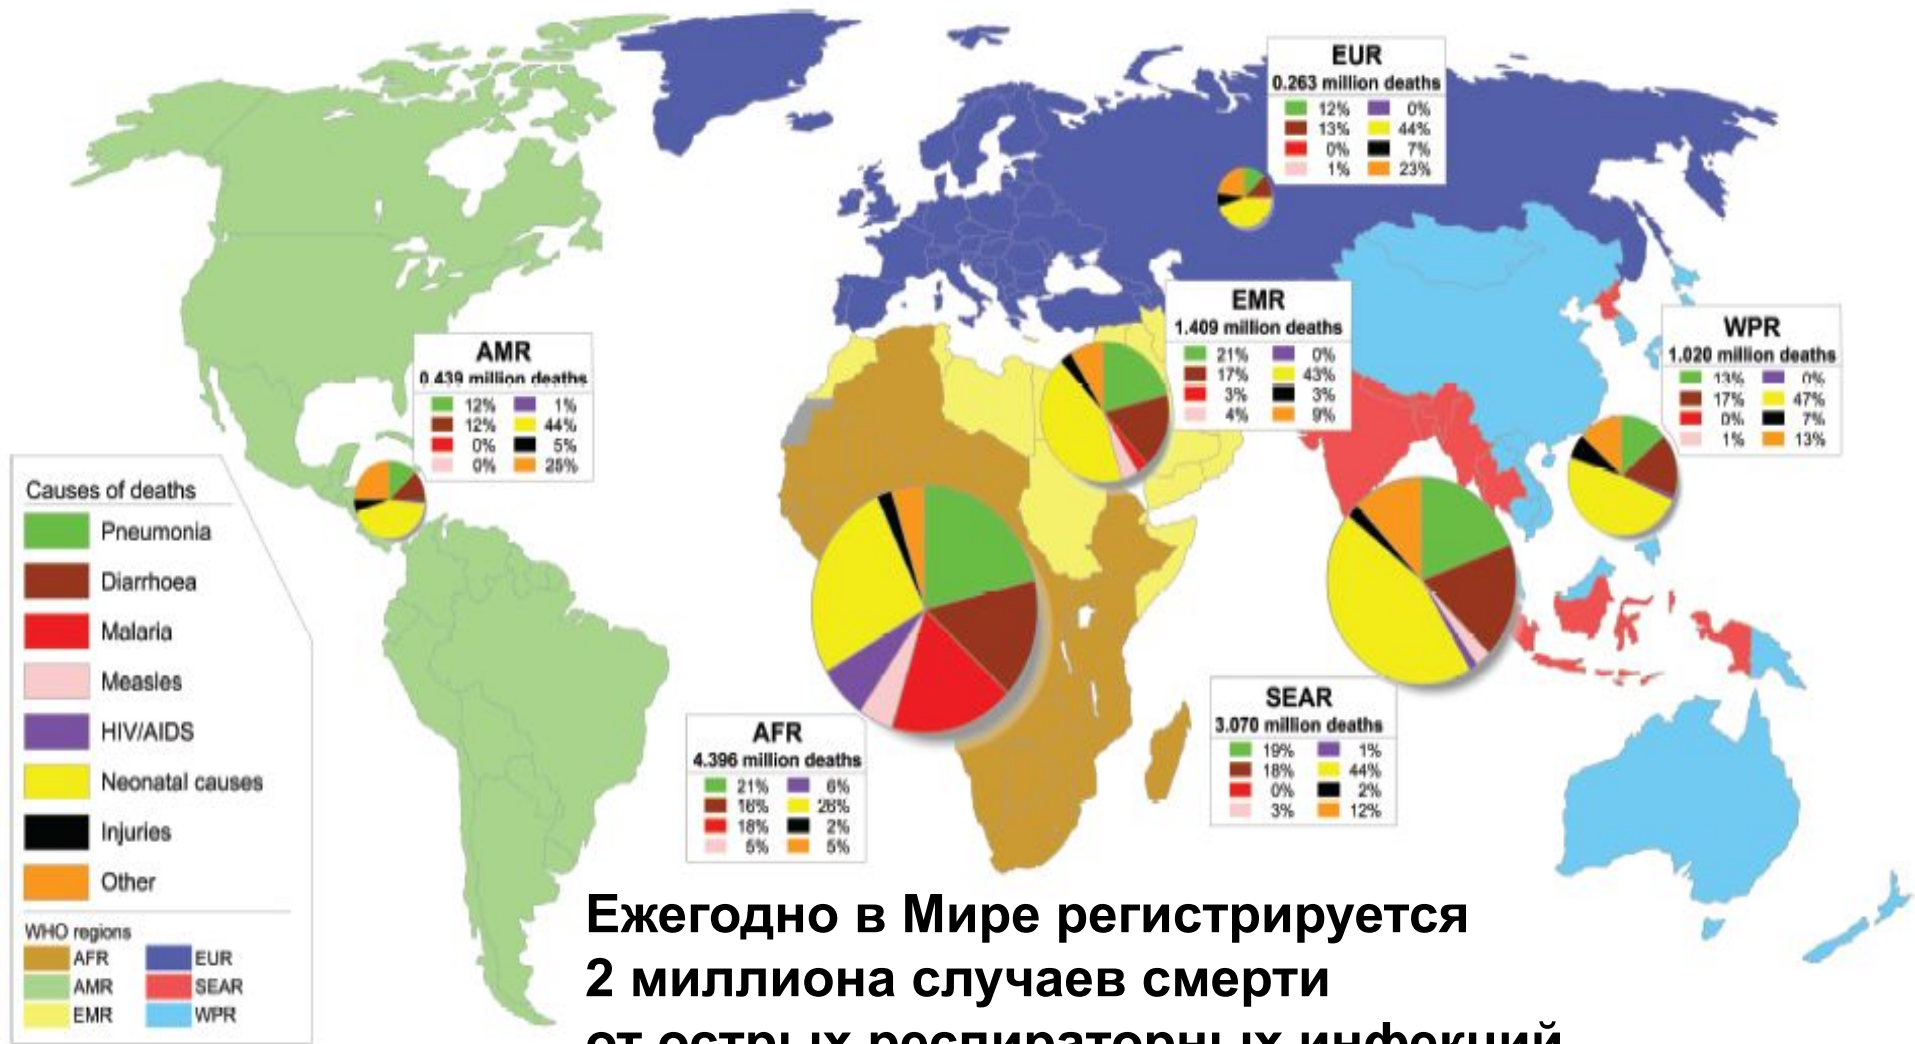 EUR
0.263 million deaths
12% 0%
13% 44%
0% 7%
1% 23%
EMR
1.409 million deaths
21% 0%
17% 43%
3% 3%
4% 9%
WPR
1.020 million deaths
13% 0%
17% 47%
0% 7%
1% 13%
AMR
0.439 million deaths
12% 1%
12% 44%
0% 5%
0% 25%
Causes of deaths
Pneumonia
Diarrhoea
Malaria
Measles
HIV/AIDS
Neonatal causes
Injuries
Other
WHO regions
AFR EUR
AMR SEAR
EMR WPR
AFR
4.396 million deaths
21% 6%
16% 26%
18% 2%
5% 5%
SEAR
3.070 million deaths
19% 1%
18% 44%
0% 2%
3% 12%
Ежегодно в Мире регистрируется
2 миллиона случаев смерти
от острых респираторных инфекций